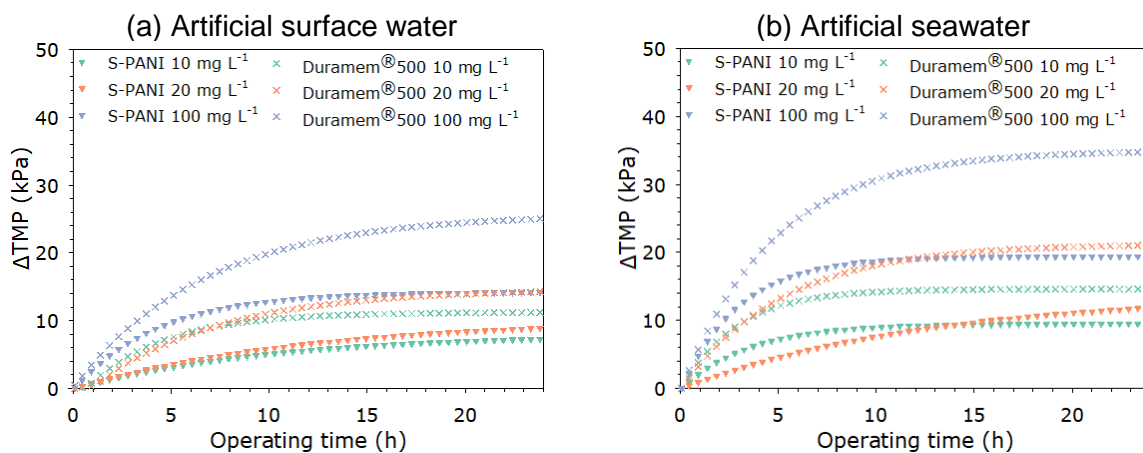 (a) Artificial surface water
50
40
30
20
10
0
ΔTMP (kPa)
▼ S-PANI 10 mg L⁻¹
▼ S-PANI 20 mg L⁻¹
▼ S-PANI 100 mg L⁻¹
× Duramem®500 10 mg L⁻¹
× Duramem®500 20 mg L⁻¹
× Duramem®500 100 mg L⁻¹
0 5 10 15 20
Operating time (h)
(b) Artificial seawater
50
40
30
20
10
0
ΔTMP (kPa)
▼ S-PANI 10 mg L⁻¹
▼ S-PANI 20 mg L⁻¹
▼ S-PANI 100 mg L⁻¹
× Duramem®500 10 mg L⁻¹
× Duramem®500 20 mg L⁻¹
× Duramem®500 100 mg L⁻¹
0 5 10 15 20
Operating time (h)